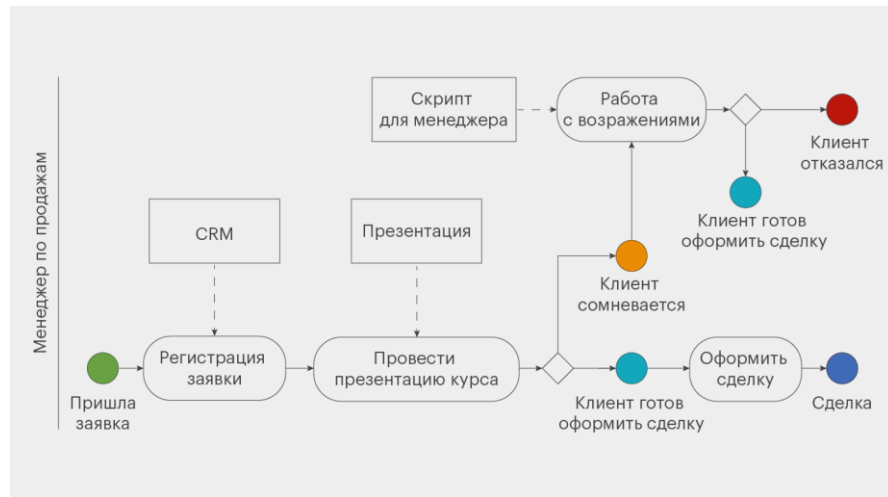 Менеджер по продажам
Скрипт
для менеджера
Работа
с возражениями
Клиент
отказался
Клиент готов
оформить сделку
CRM
Презентация
Клиент
сомневается
Регистрация
заявки
Провести
презентацию курса
Оформить
сделку
Пришла
заявка
Клиент готов
оформить сделку
Сделка